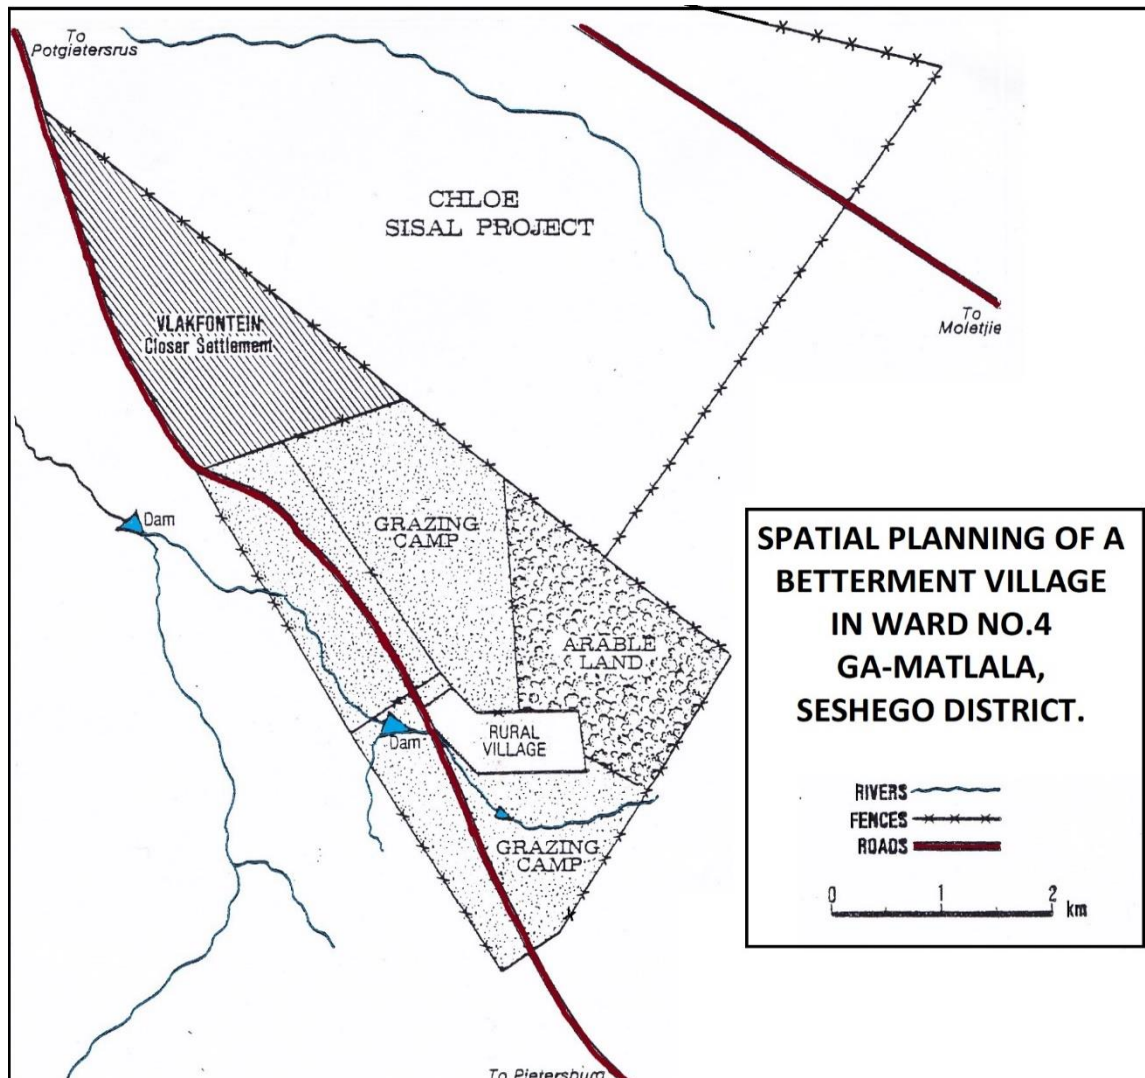 To
Potgietersrus
CHLOE
SISAL PROJECT
To
Moletjie
VLAKFONTEIN
Closer Settlement
Dam
GRAZING
CAMP
ARABLE
LAND
RURAL
VILLAGE
Dam
GRAZING
CAMP
To Pietersburg
SPATIAL PLANNING OF A
BETTERMENT VILLAGE
IN WARD NO.4
GA-MATLALA,
SESHEGO DISTRICT.
RIVERS
FENCES
ROADS
0 1 2
km